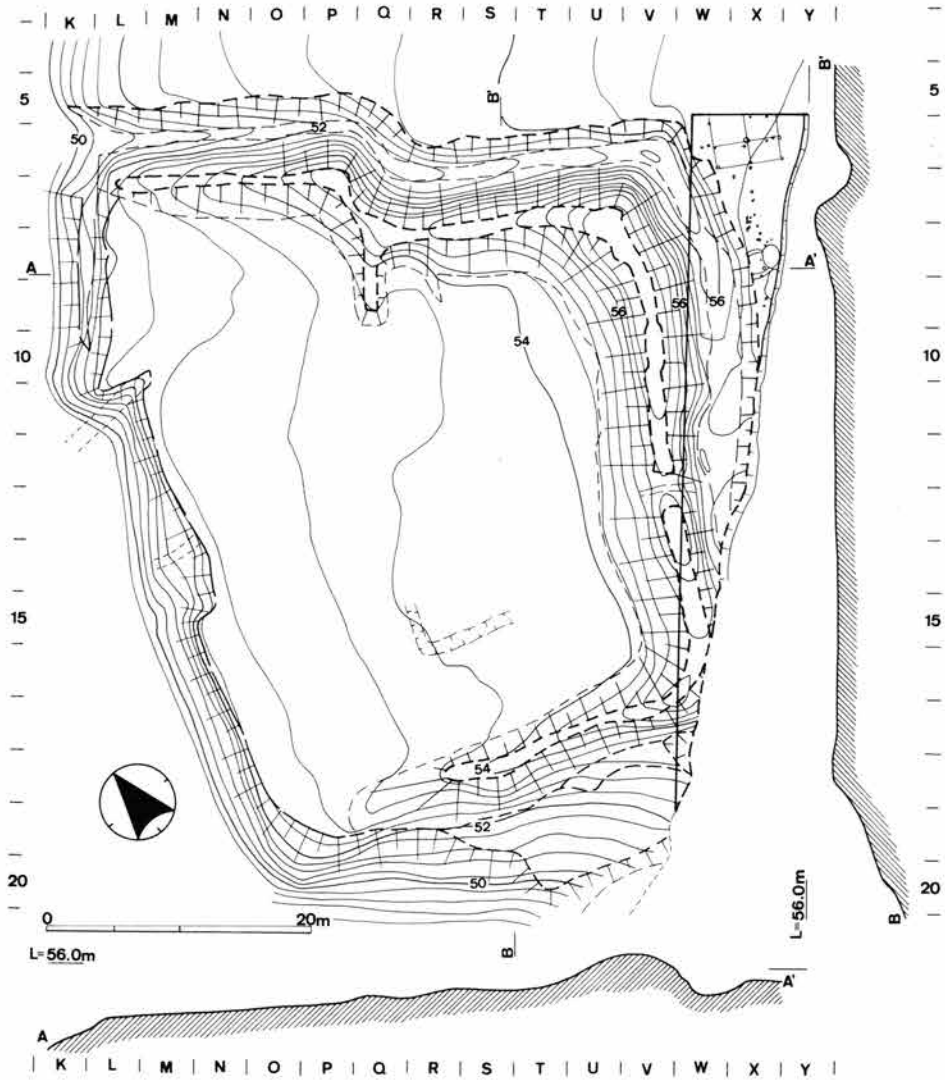 K L M N O P Q R S T U V W X Y
B'
5
B'
5
52
50
A
A'
56
56
56
54
10
10
15
15
54
52
50
20
20
0 20m
L=56.0m
L=56.0m
B
B
A'
A
K L M N O P Q R S T U V W X Y